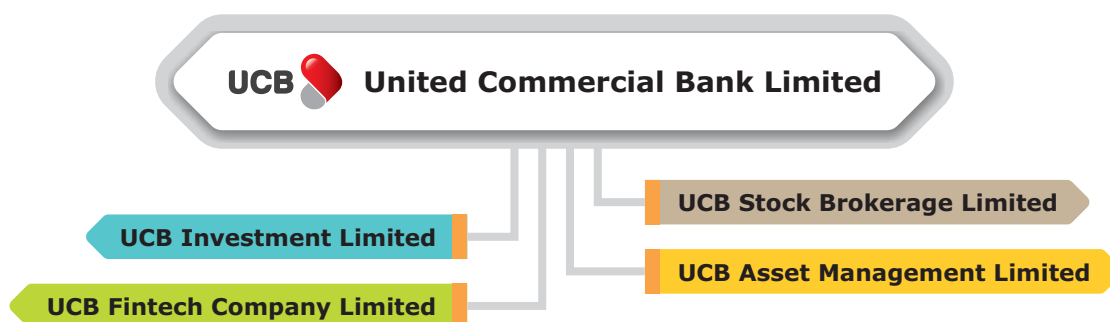 UCB United Commercial Bank Limited
UCB Stock Brokerage Limited
UCB Investment Limited
UCB Asset Management Limited
UCB Fintech Company Limited